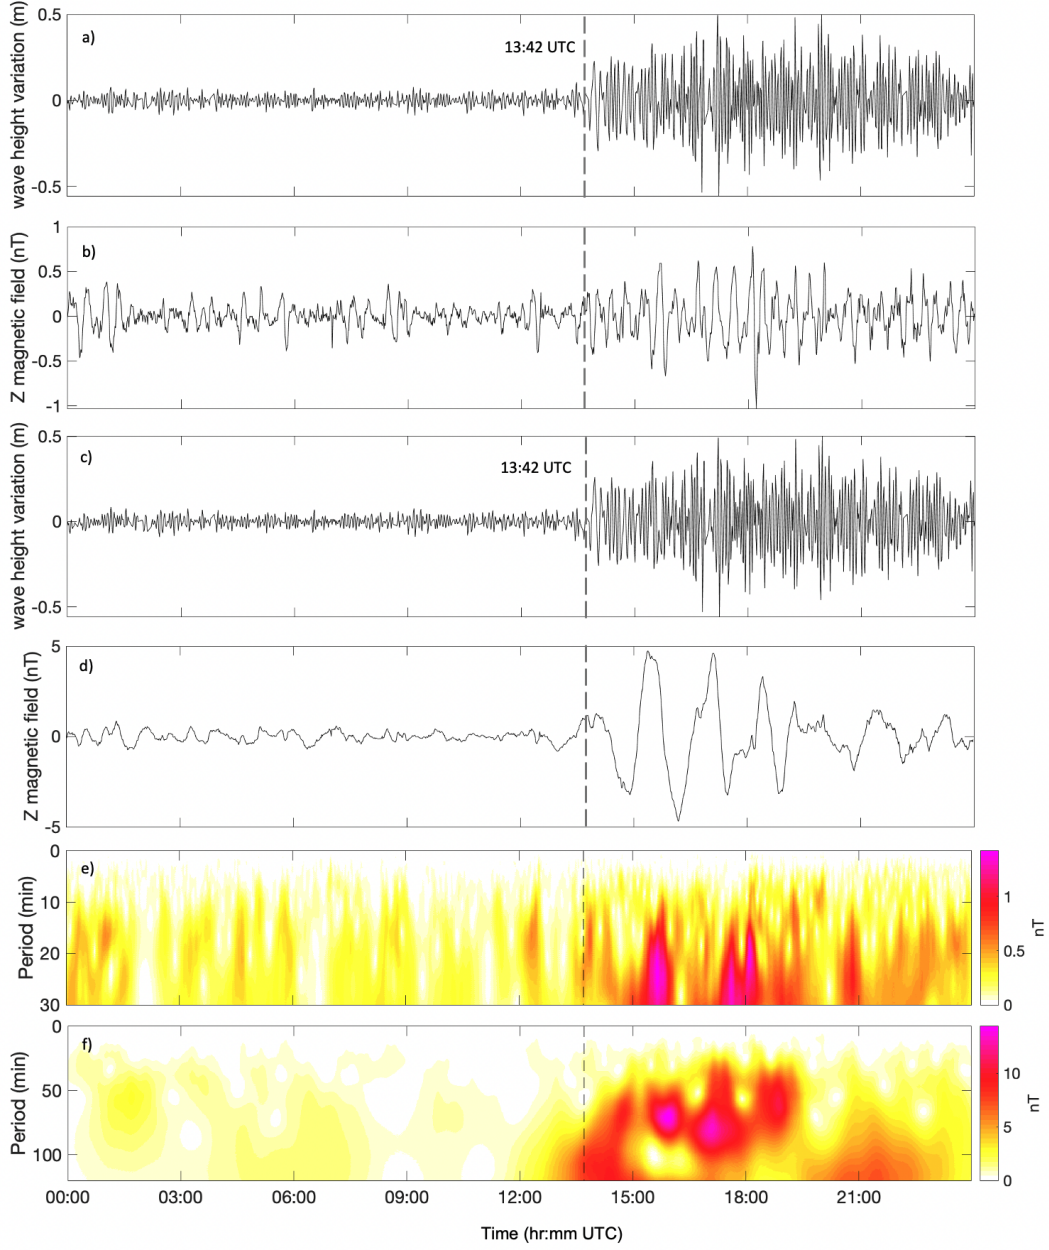 wave height variation (m)
0.5
0
-0.5
a)
13:42 UTC
Z magnetic field (nT)
1
0.5
0
-0.5
-1
b)
wave height variation (m)
0.5
0
-0.5
c)
13:42 UTC
Z magnetic field (nT)
5
0
-5
d)
Period (min)
0
10
20
30
e)
1
0.5
0
nT
Period (min)
0
50
100
f)
10
5
0
nT
00:00 03:00 06:00 09:00 12:00 15:00 18:00 21:00
Time (hr:mm UTC)